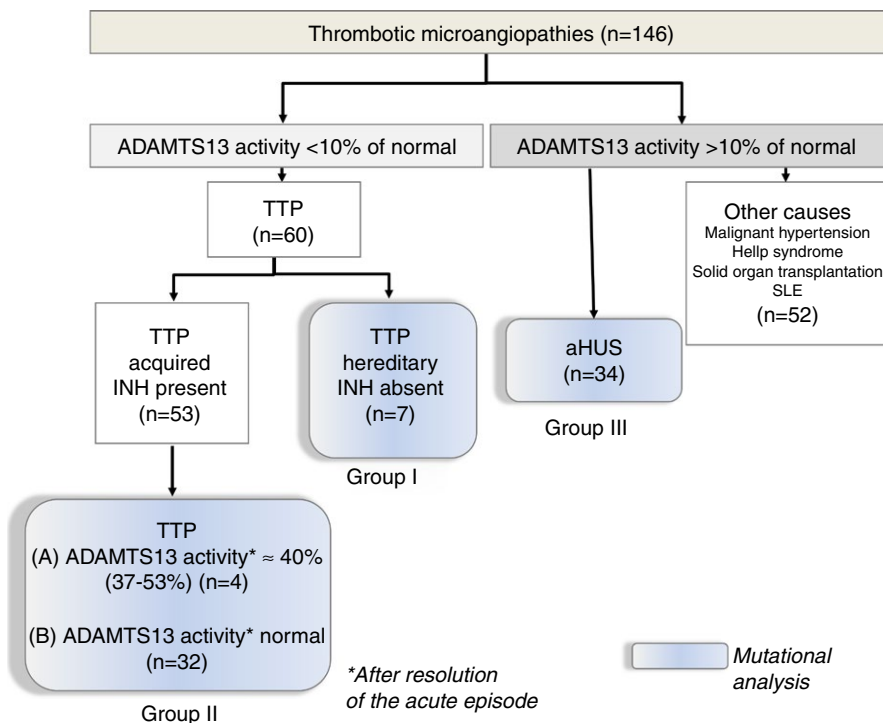 Thrombotic microangiopathies (n=146)
ADAMTS13 activity <10% of normal
ADAMTS13 activity >10% of normal
TTP
(n=60)
Other causes
Malignant hypertension
Hellp syndrome
Solid organ transplantation
SLE
(n=52)
TTP
acquired
INH present
(n=53)
TTP
hereditary
INH absent
(n=7)
Group I
aHUS
(n=34)
Group III
TTP
(A) ADAMTS13 activity* ≈ 40%
(37-53%) (n=4)
(B) ADAMTS13 activity* normal
(n=32)
Group II
*After resolution
of the acute episode
Mutational
analysis